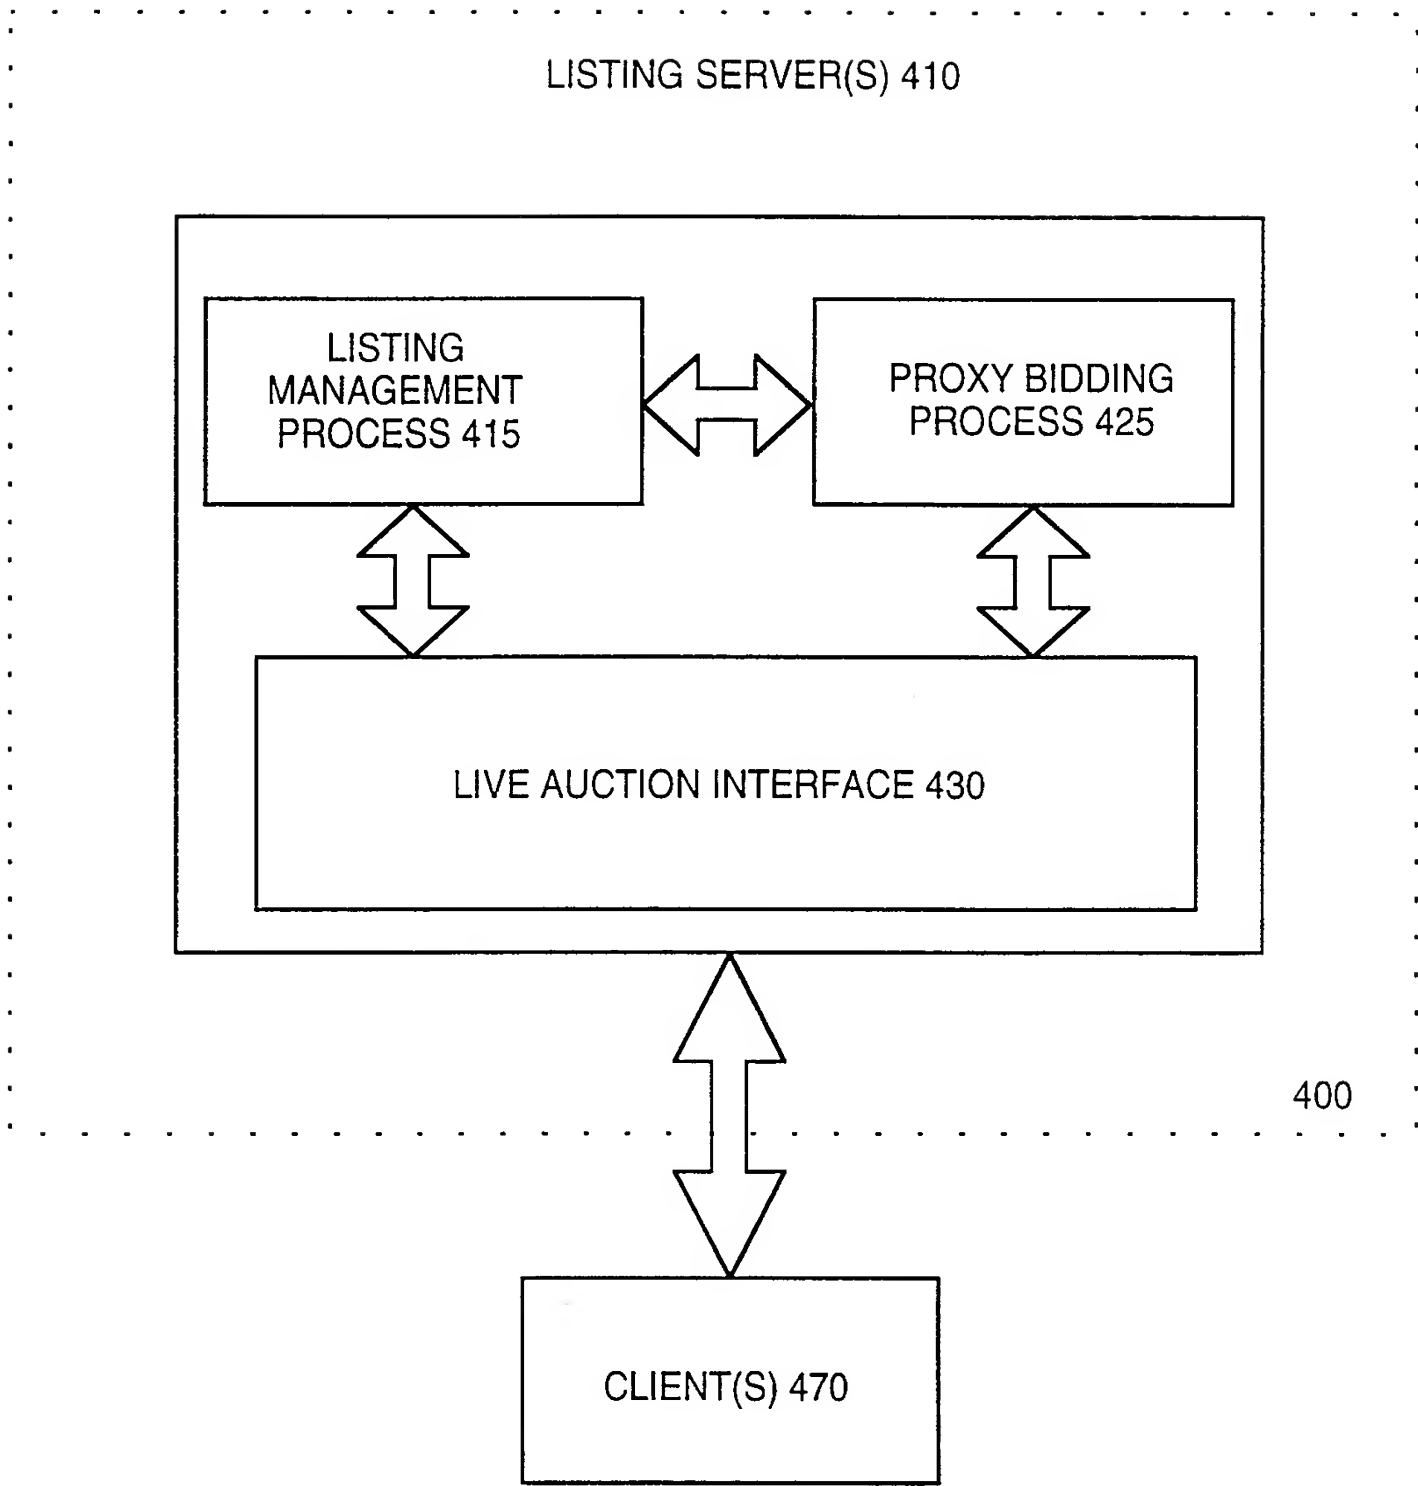 LISTING SERVER(S) 410
LISTING
MANAGEMENT
PROCESS 415
PROXY BIDDING
PROCESS 425
LIVE AUCTION INTERFACE 430
400
CLIENT(S) 470